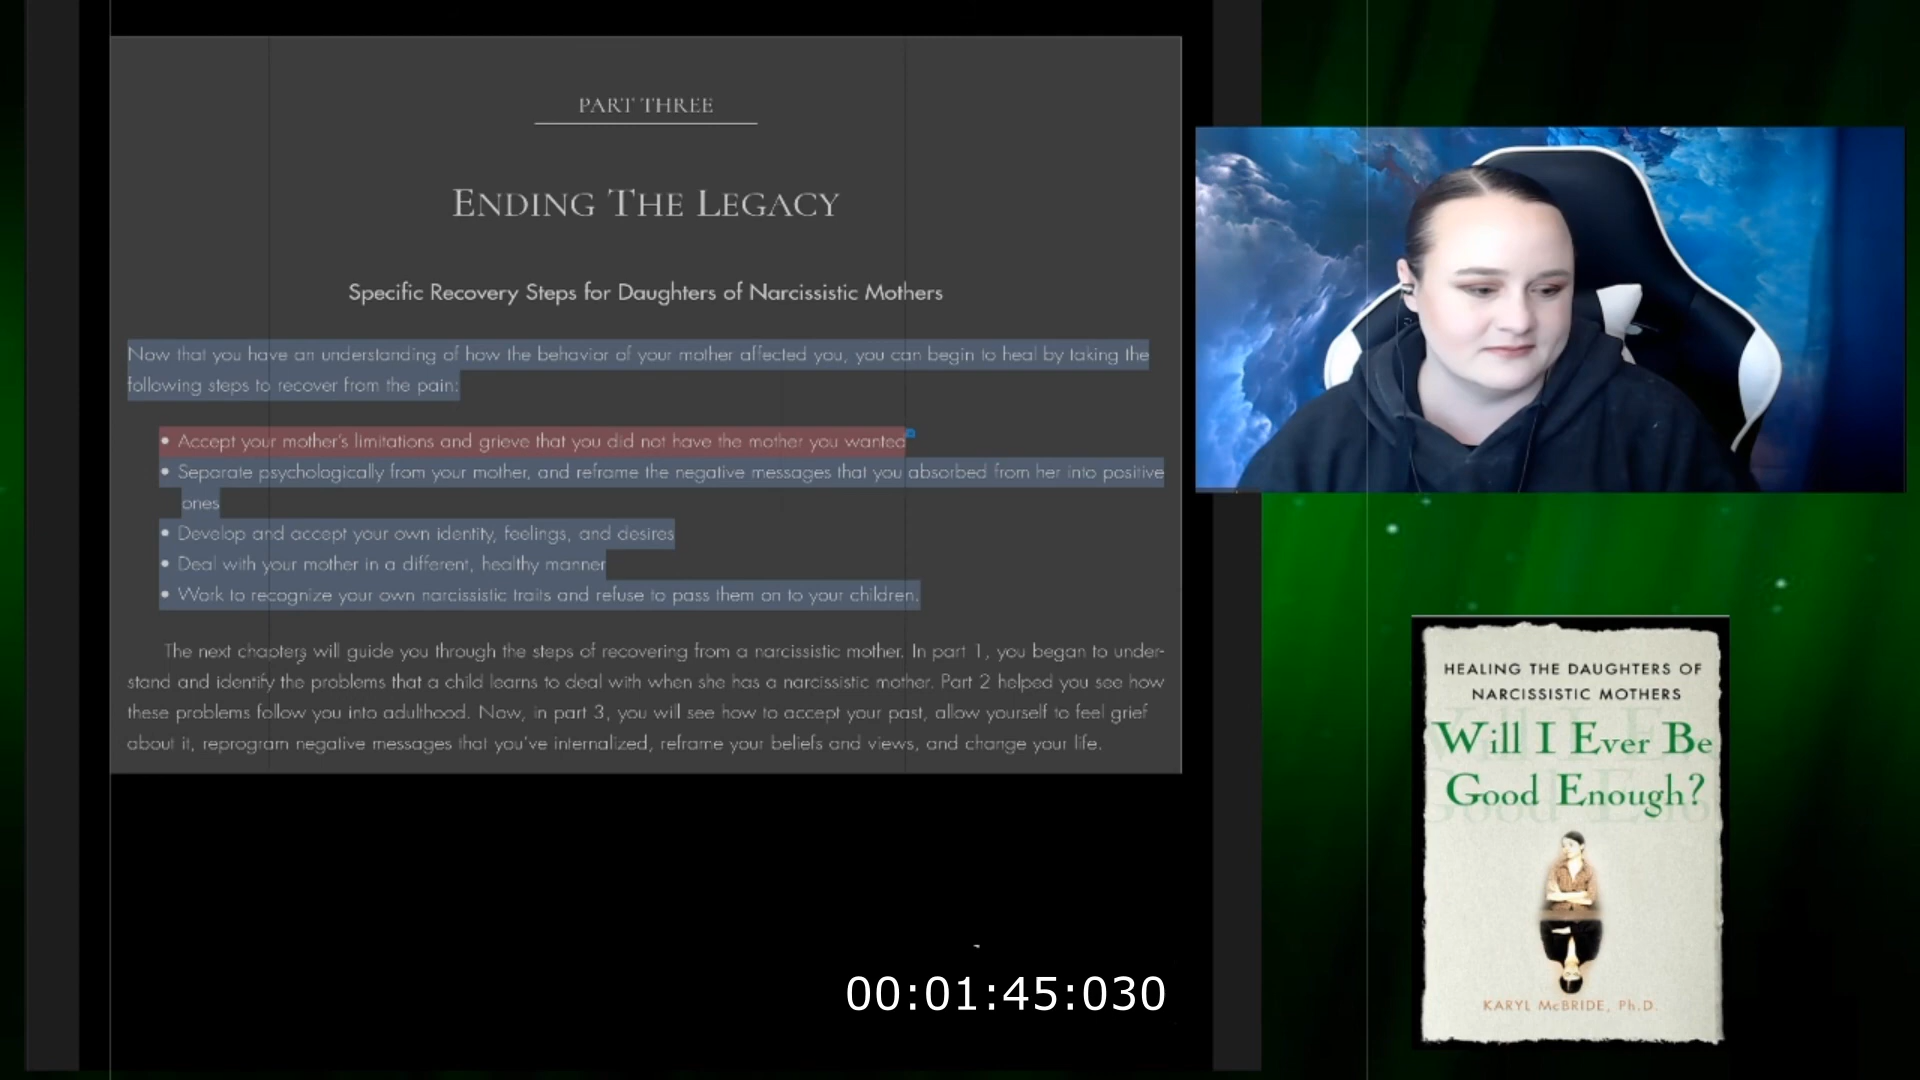 PART THREE
ENDING THE LEGACY
Specific Recovery Steps for Daughters of Narcissistic Mothers
Now that you have an understanding of how the behavior of your mother affected you, you can begin to heal by taking the
following steps to recover from the pain:
• Accept your mother's limitations and grieve that you did not have the mother you wanted
• Separate psychologically from your mother, and reframe the negative messages that you absorbed from her into positive
ones
• Develop and accept your own identity, feelings, and desires
• Deal with your mother in a different, healthy manner
• Work to recognize your own narcissistic traits and refuse to pass them on to your children.
The next chapters will guide you through the steps of recovering from a narcissistic mother. In part 1, you began to under-
stand and identify the problems that a child learns to deal with when she has a narcissistic mother. Part 2 helped you see how
these problems follow you into adulthood. Now, in part 3, you will see how to accept your past, allow yourself to feel grief
about it, reprogram negative messages that you've internalized, reframe your beliefs and views, and change your life.
00:01:45:030
HEALING THE DAUGHTERS OF
NARCISSISTIC MOTHERS
Will I Ever Be
Good Enough?
KARYL McBRIDE, Ph.D.